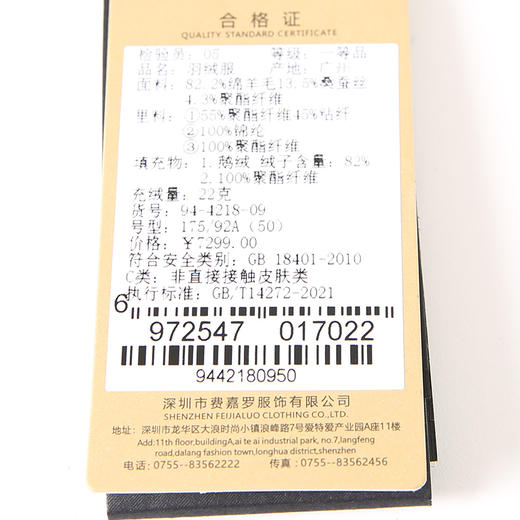 合格证
QUALITY STANDARD CERTIFICATE
检验员：05 等级：一等品
品名：羽绒服 产地：广州
面料：82.2%绵羊毛13.5%桑蚕丝
4.3%聚酯纤维
里料：①55%聚酯纤维45%粘纤
②100%锦纶
③100%聚酯纤维
填充物：1.鹅绒 绒子含量：82%
2.100%聚酯纤维
充绒量：22克
货号：94-4218-09
号型：175/92A（50）
价格：￥7299.00
符合安全类别：GB 18401-2010
C类：非直接接触皮肤类
执行标准：GB/T14272-2021
6 972547 017022
9442180950
深圳市费嘉罗服饰有限公司
SHENZHEN FEIJIALUO CLOTHING CO.,LTD.
地址：深圳市龙华区大浪时尚小镇浪峰路7号爱特爱产业园A座11楼
Add:11th floor,buildingA,ai te ai industrial park, no.7,langfeng
road,dalang fashion town,longhua district,shenzhen
电话：0755--83562222 传真：0755--83562456